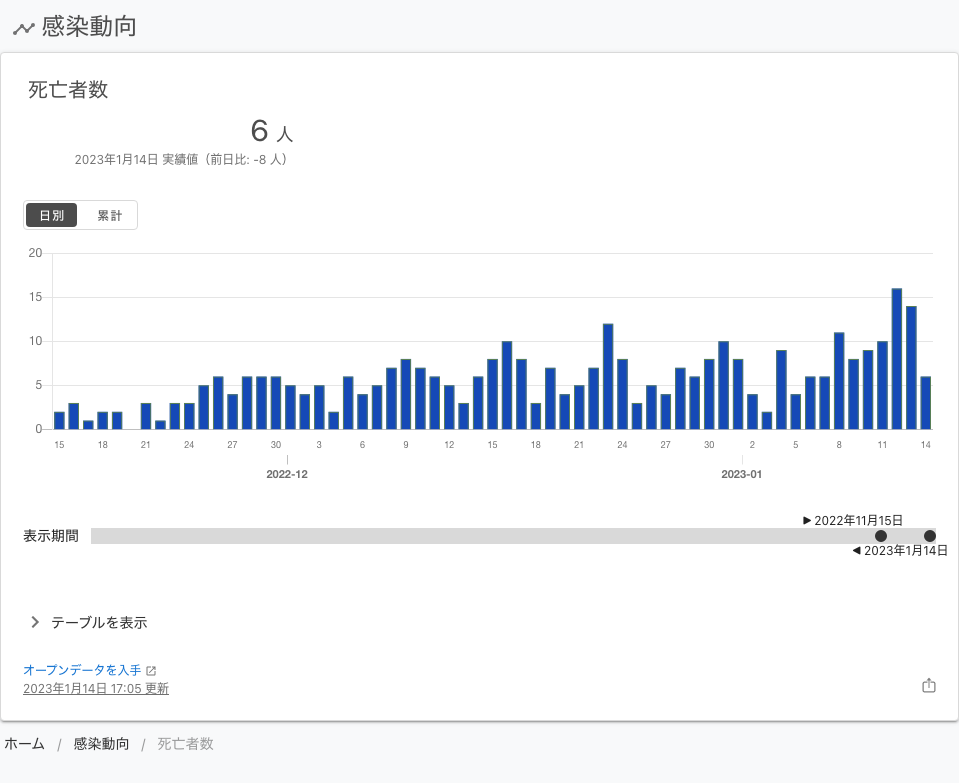 感染動向
死亡者数
6 人
2023年1月14日 実績値（前日比: -8 人）
日別 累計
20
15
10
5
0
15 18 21 24 27 30 3 6 9 12 15 18 21 24 27 30 2 5 8 11 14
2022-12 2023-01
▶ 2022年11月15日
表示期間
◀ 2023年1月14日
テーブルを表示
オープンデータを入手
2023年1月14日 17:05 更新
ホーム / 感染動向 / 死亡者数